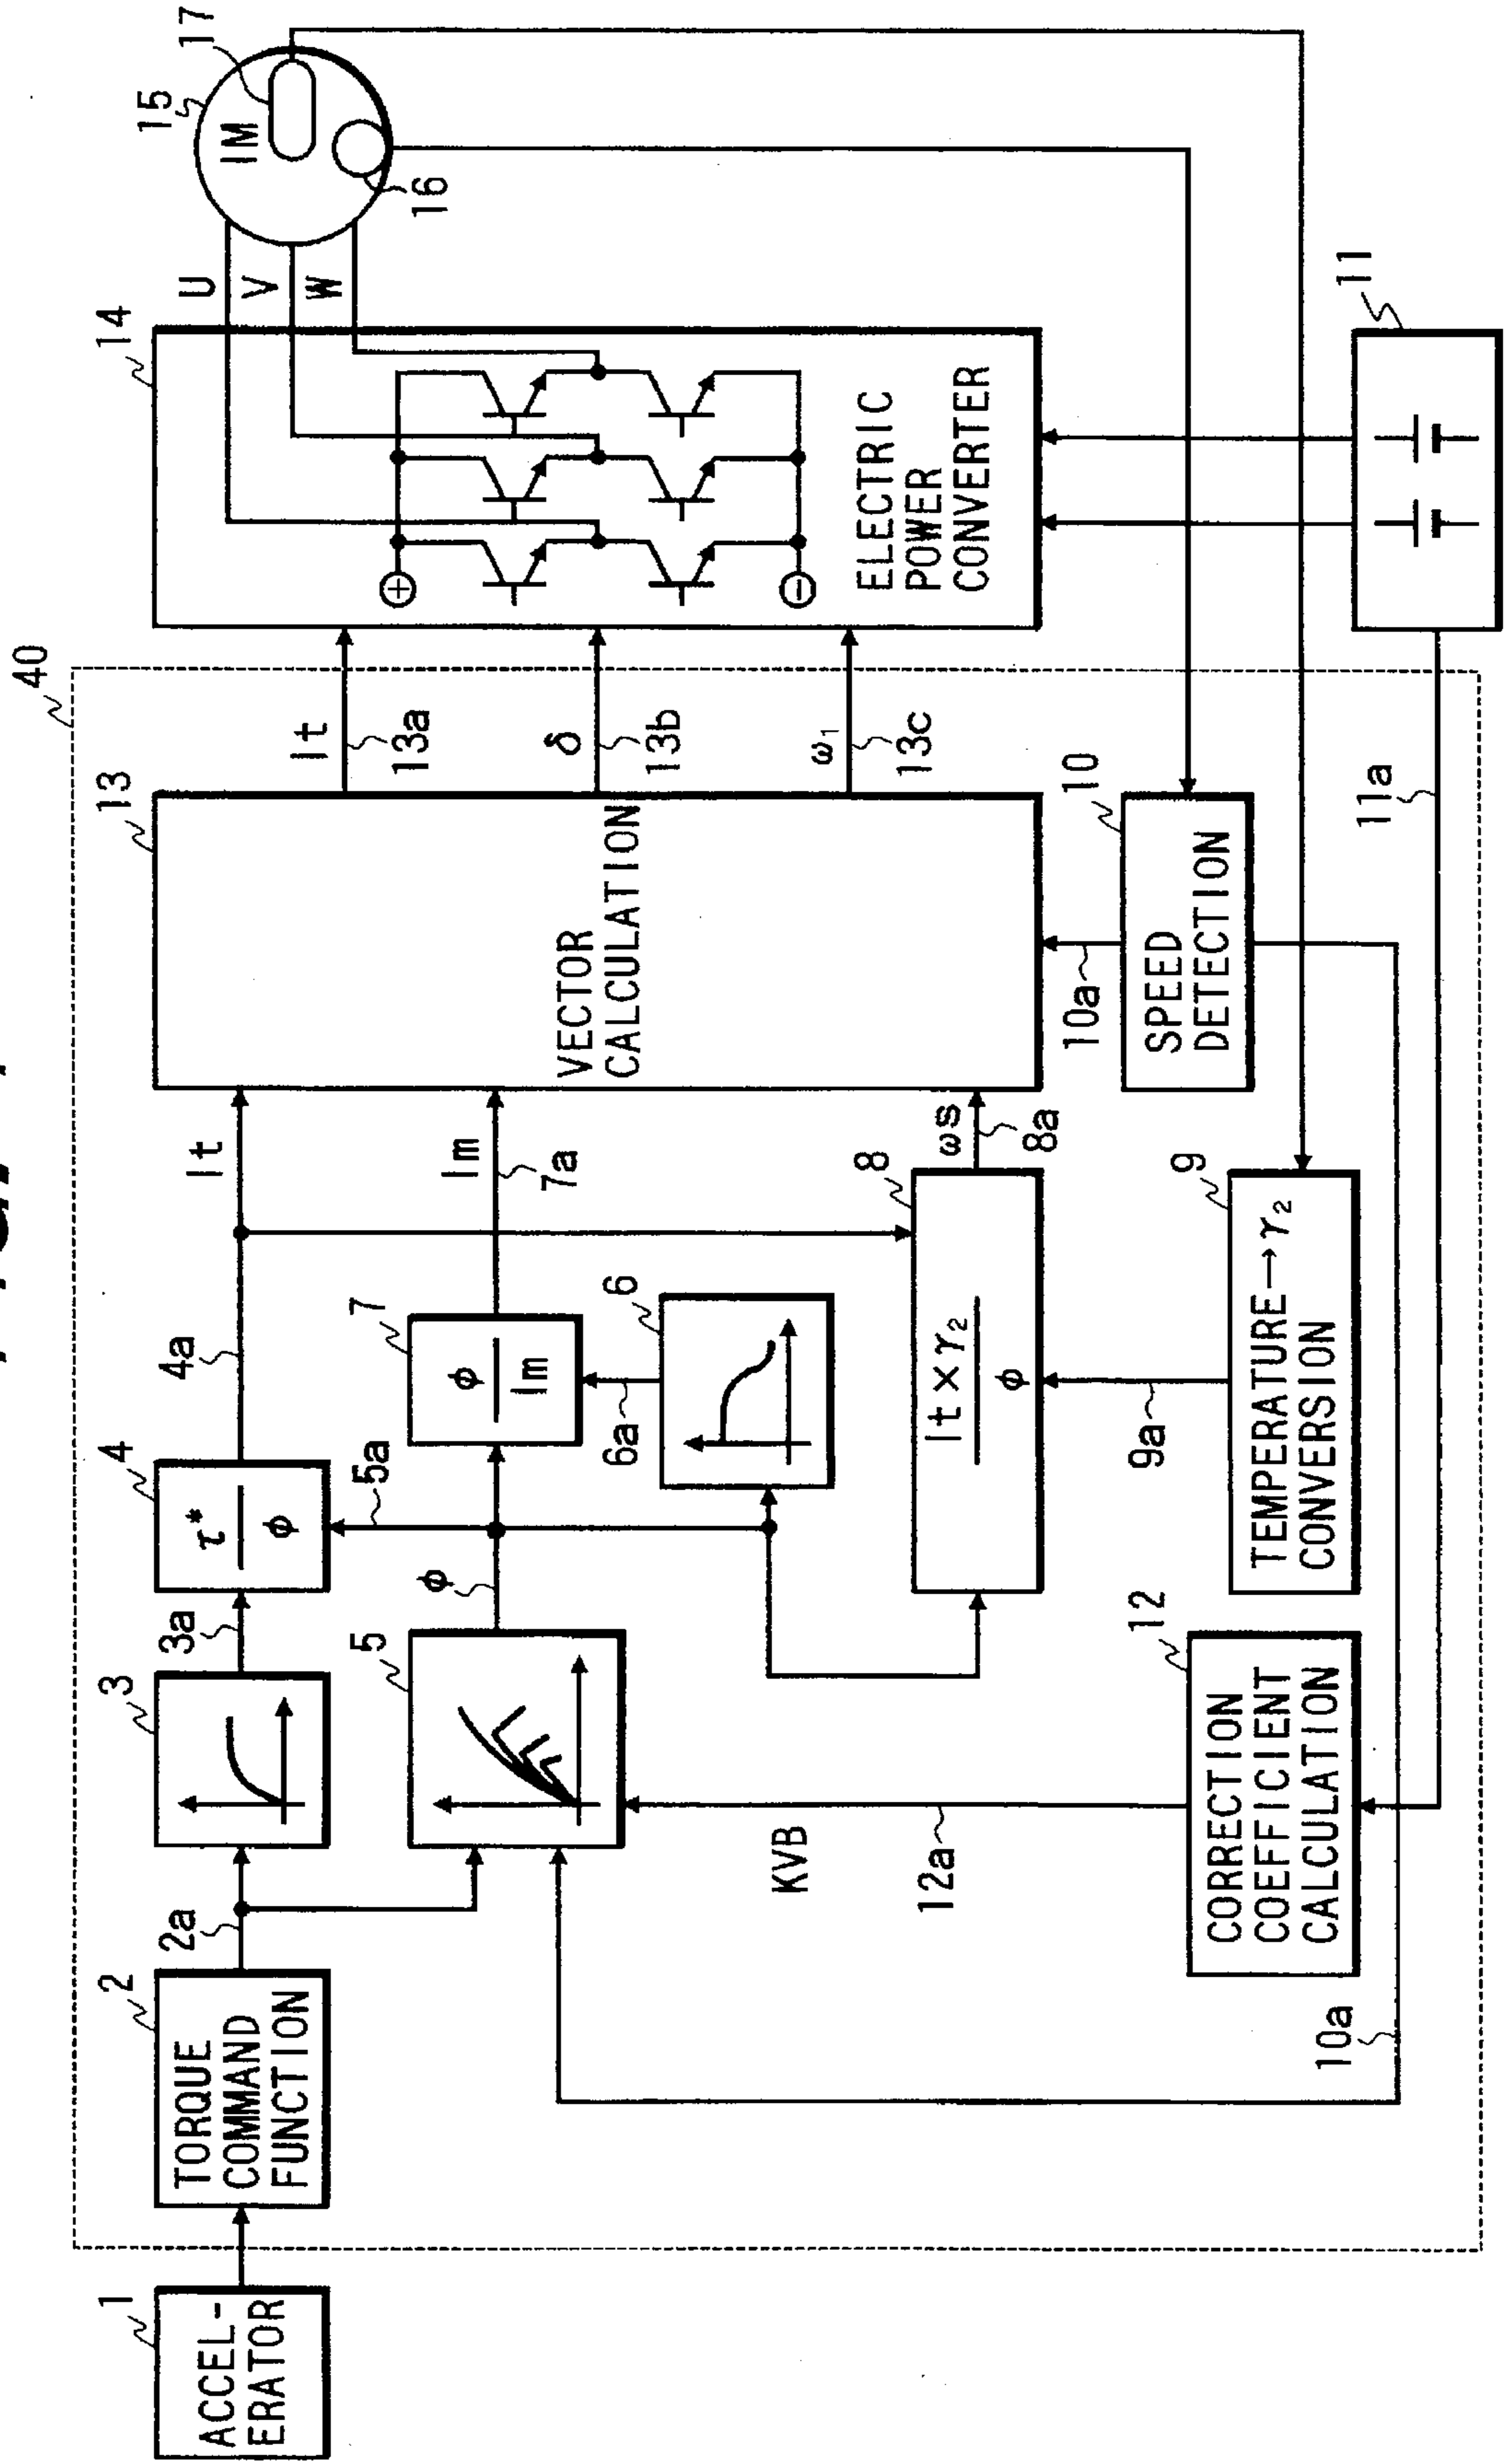 40
1
ACCEL-
ERATOR
2
TORQUE
COMMAND
FUNCTION
2a
3
3a
4
τ*
ϕ
4a
It
5
ϕ
5a
7
ϕ
Im
Im
7a
6
6a
8
It × r₂
ϕ
ωs
8a
9
TEMPERATURE→r₂
CONVERSION
9a
12
CORRECTION
COEFFICIENT
CALCULATION
KVB
12a
10a
10
SPEED
DETECTION
10a
11a
13
VECTOR
CALCULATION
It
13a
δ
13b
ω₁
13c
14
+
−
ELECTRIC
POWER
CONVERTER
U
V
W
15
IM
17
16
11